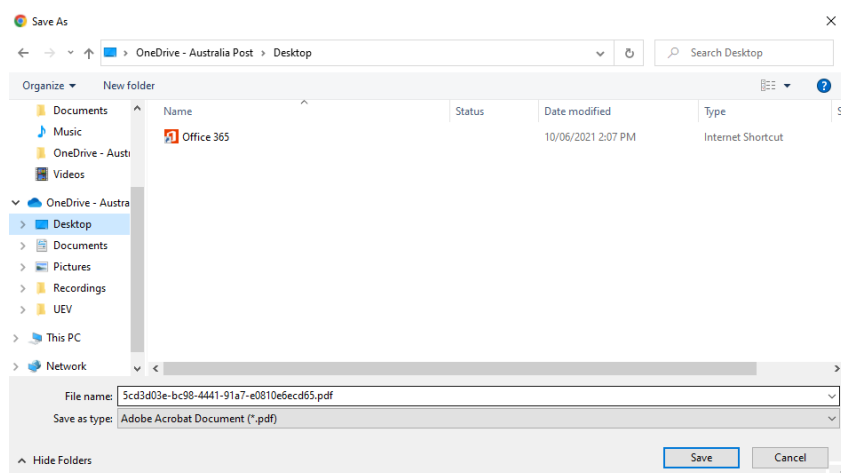 Save As
OneDrive - Australia Post > Desktop
Search Desktop
Organize
New folder
Documents
Music
OneDrive - Austr
Videos
OneDrive - Austra
Desktop
Documents
Pictures
Recordings
UEV
This PC
Network
Name Status Date modified Type S
Office 365 10/06/2021 2:07 PM Internet Shortcut
File name: 5cd3d03e-bc98-4441-91a7-e0810e6ecd65.pdf
Save as type: Adobe Acrobat Document (*.pdf)
Hide Folders
Save
Cancel